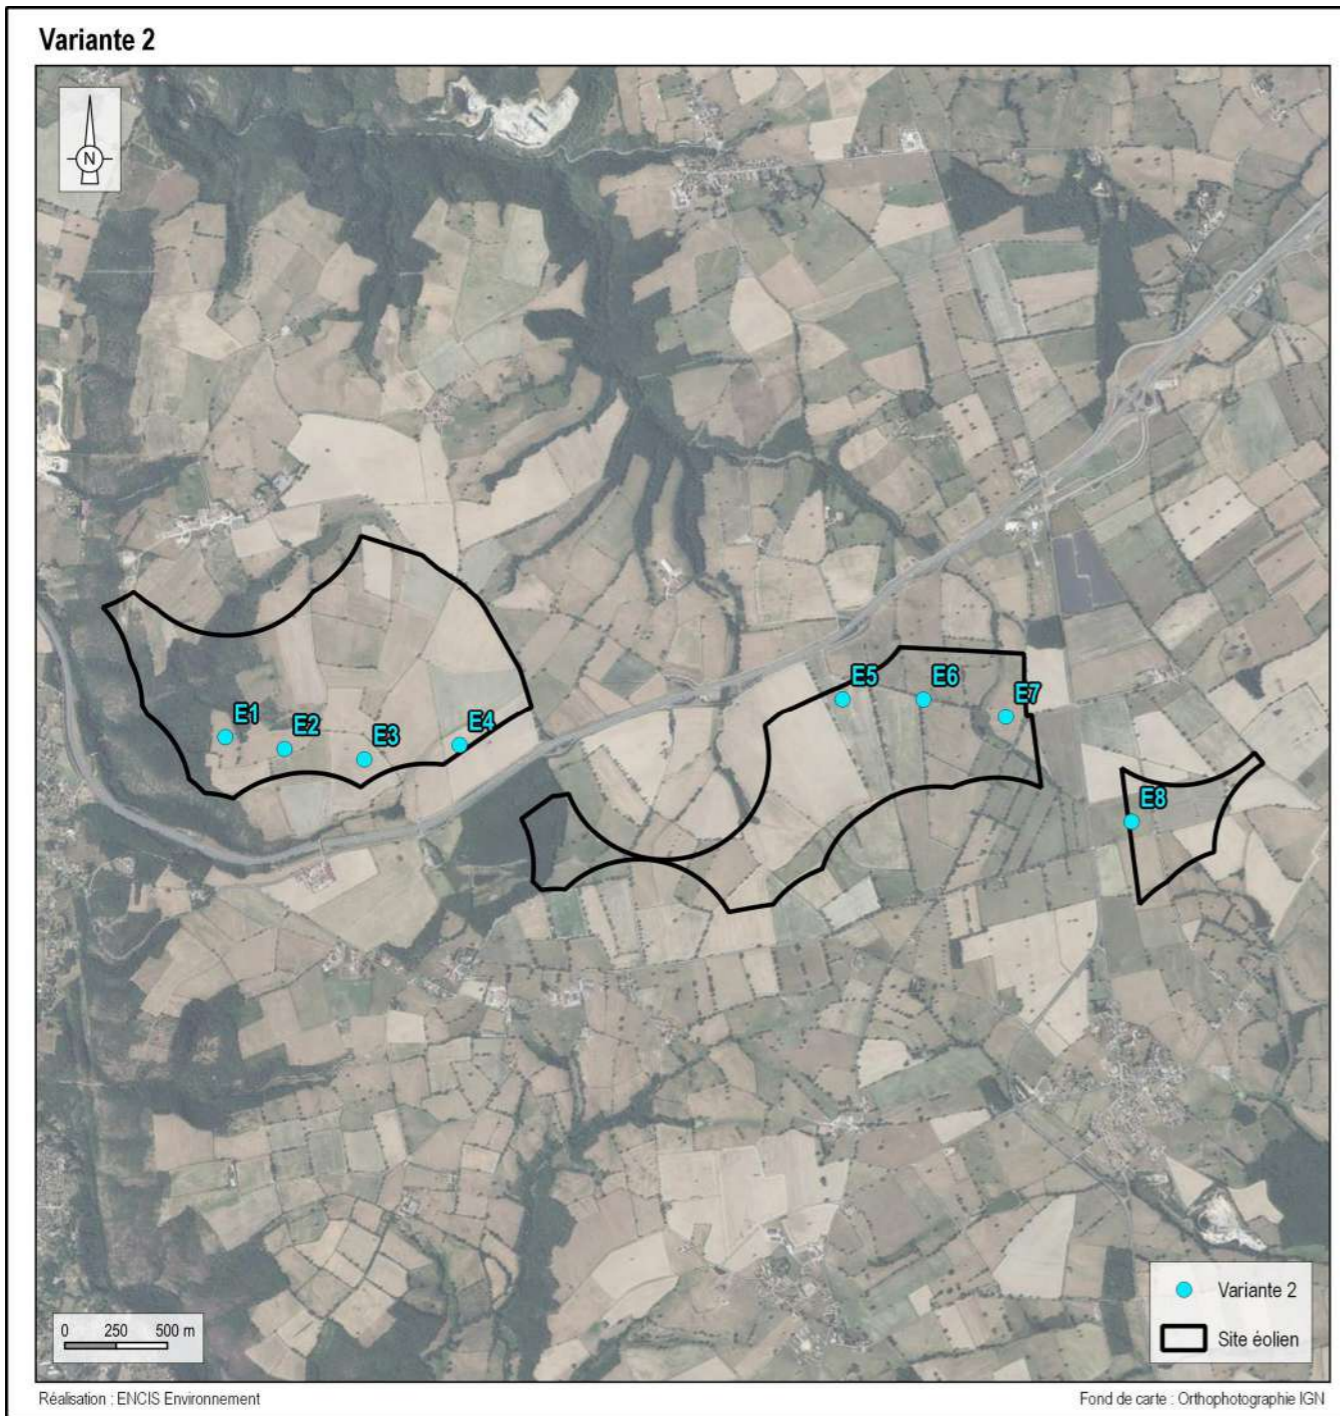 Variante 2
N
E1
E2
E3
E4
E5
E6
E7
E8
0 250 500 m
Variante 2
Site éolien
Réalisation : ENCIS Environnement
Fond de carte : Orthophotographie IGN